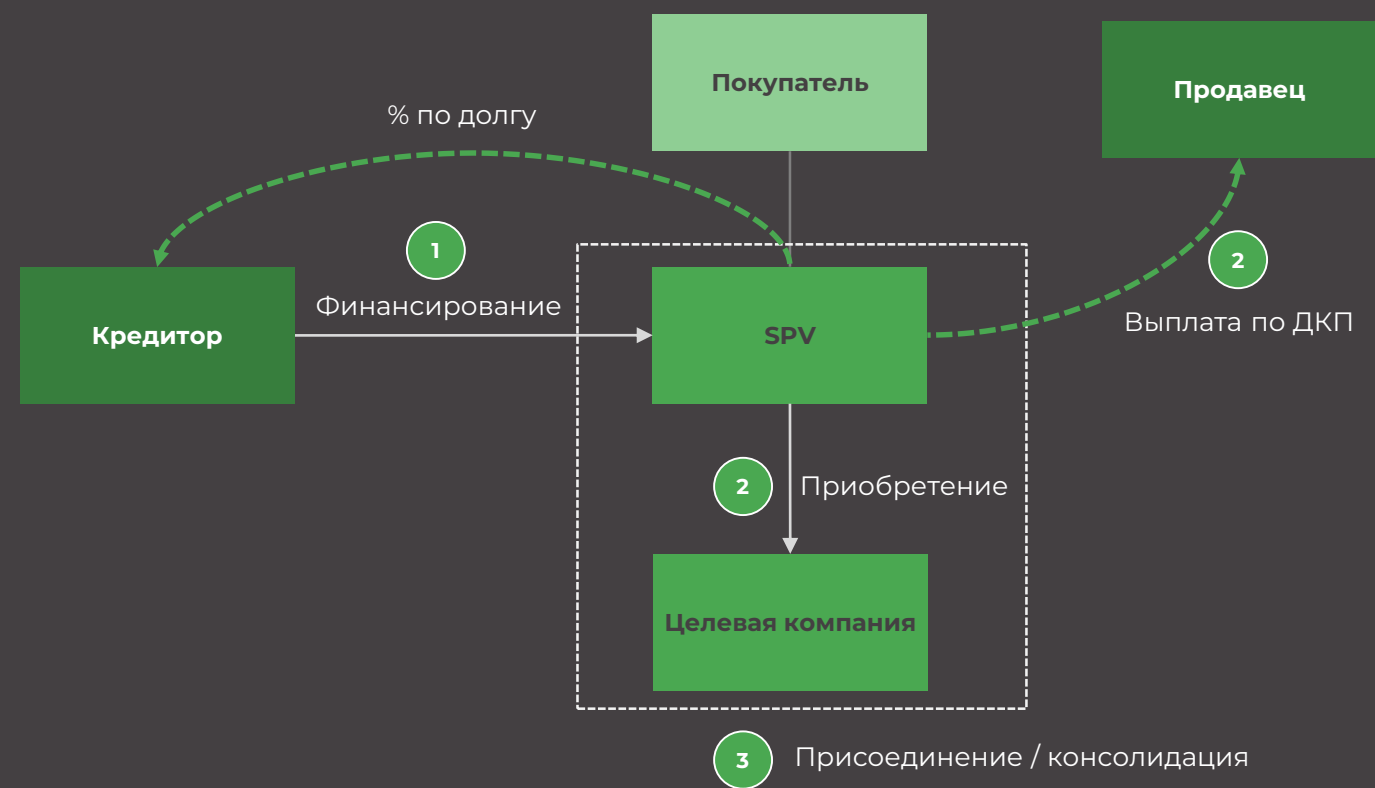 Покупатель
Продавец
% по долгу
1
2
Финансирование
Выплата по ДКП
Кредитор
SPV
2
Приобретение
Целевая компания
3
Присоединение / консолидация